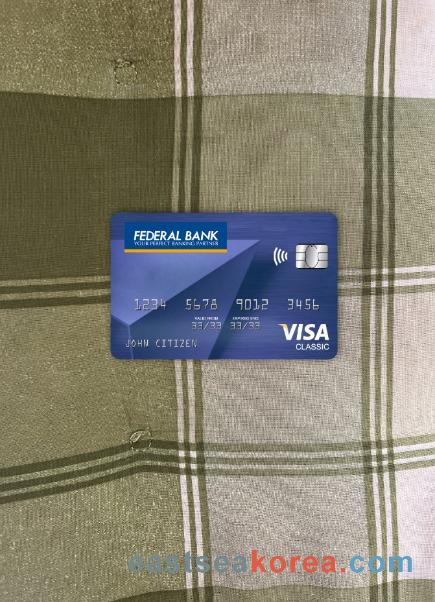 FEDERAL BANK
YOUR PERFECT BANKING PARTNER
1234 5678 9012 3456
VALID FROM EXPIRES END
33/33 33/33
JOHN CITIZEN
VISA
CLASSIC
eastseakorea.com